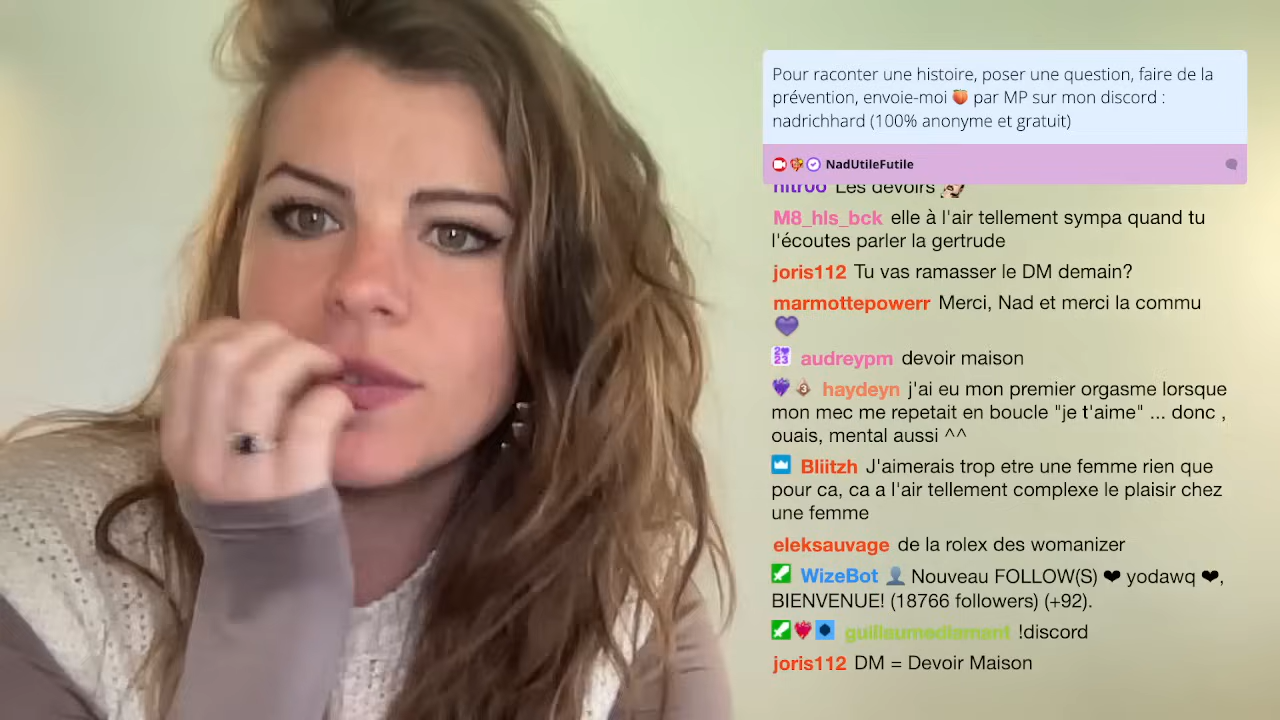 Pour raconter une histoire, poser une question, faire de la
prévention, envoie-moi 🍑 par MP sur mon discord :
nadrichhard (100% anonyme et gratuit)
NadUtileFutile
hitr00 Les devoirs
M8_hls_bck elle à l'air tellement sympa quand tu
l'écoutes parler la gertrude
joris112 Tu vas ramasser le DM demain?
marmottepowerr Merci, Nad et merci la commu
💜
audreypm devoir maison
haydeyn j'ai eu mon premier orgasme lorsque
mon mec me repetait en boucle "je t'aime" ... donc ,
ouais, mental aussi ^^
Bliitzh J'aimerais trop etre une femme rien que
pour ca, ca a l'air tellement complexe le plaisir chez
une femme
eleksauvage de la rolex des womanizer
WizeBot 👤 Nouveau FOLLOW(S) ❤ yodawq ❤,
BIENVENUE! (18766 followers) (+92).
guillaumediamant !discord
joris112 DM = Devoir Maison